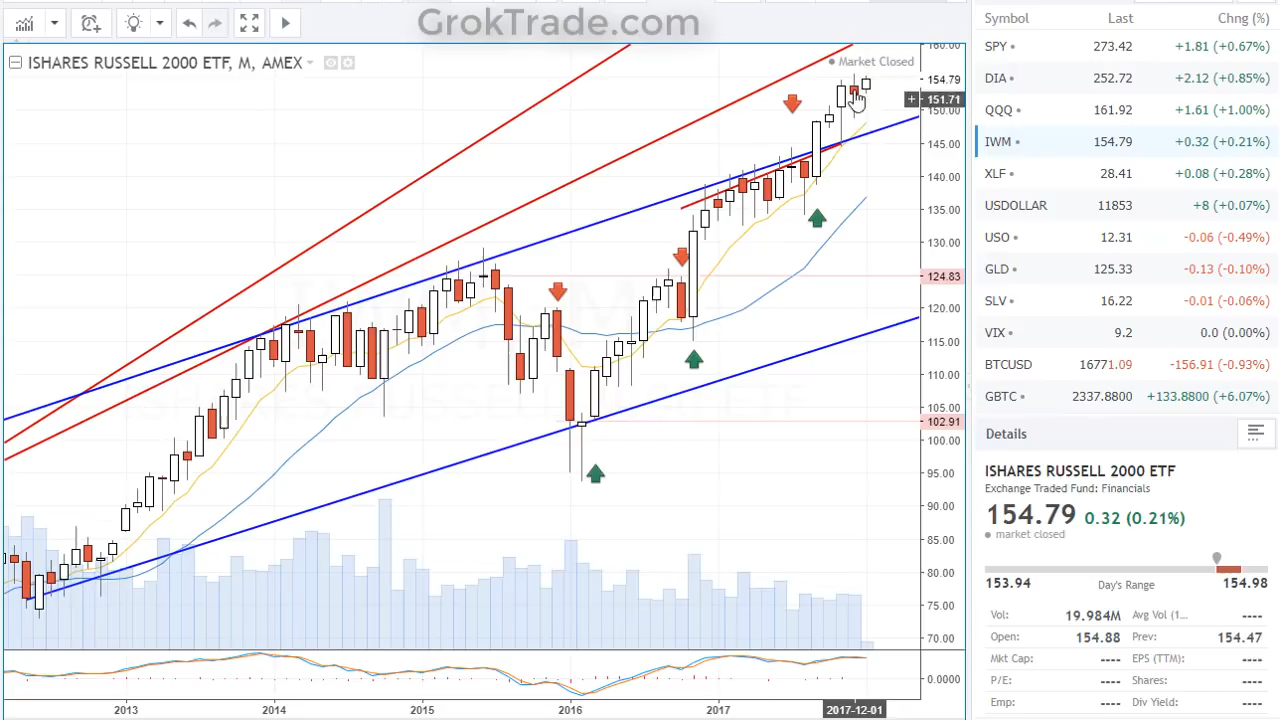 GrokTrade.com
ISHARES RUSSELL 2000 ETF, M, AMEX
Market Closed
160.00
154.79
151.71
150.00
145.00
140.00
135.00
130.00
124.83
120.00
115.00
110.00
105.00
102.91
100.00
95.00
90.00
85.00
80.00
75.00
70.00
0.0000
2013 2014 2015 2016 2017 2017-12-01
Symbol Last Chng (%)
SPY 273.42 +1.81 (+0.67%)
DIA 252.72 +2.12 (+0.85%)
QQQ 161.92 +1.61 (+1.00%)
IWM 154.79 +0.32 (+0.21%)
XLF 28.41 +0.08 (+0.28%)
USDOLLAR 11853 +8 (+0.07%)
USO 12.31 -0.06 (-0.49%)
GLD 125.33 -0.13 (-0.10%)
SLV 16.22 -0.01 (-0.06%)
VIX 9.2 0.0 (0.00%)
BTCUSD 16771.09 -156.91 (-0.93%)
GBTC 2337.8800 +133.8800 (+6.07%)
Details
ISHARES RUSSELL 2000 ETF
Exchange Traded Fund: Financials
154.79 0.32 (0.21%)
market closed
153.94 Day's Range 154.98
Vol: 19.984M Avg Vol (1... ----
Open: 154.88 Prev: 154.47
Mkt Cap: ---- EPS (TTM): ----
P/E: ---- Shares: ----
Emp: ---- Div Yield: ----